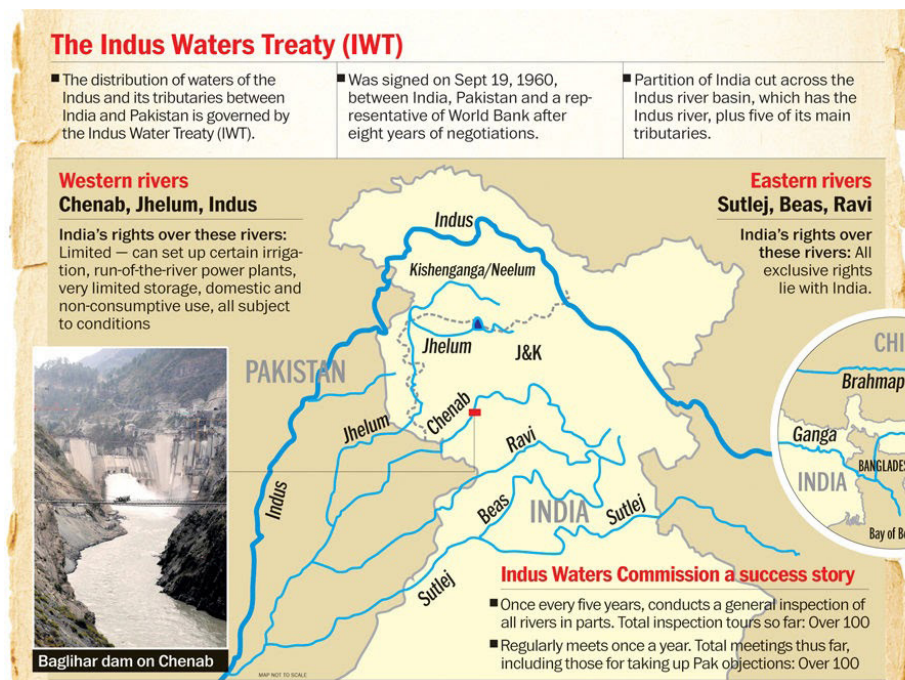 The Indus Waters Treaty (IWT)
■ The distribution of waters of the
Indus and its tributaries between
India and Pakistan is governed by
the Indus Water Treaty (IWT).
■ Was signed on Sept 19, 1960,
between India, Pakistan and a rep-
resentative of World Bank after
eight years of negotiations.
■ Partition of India cut across the
Indus river basin, which has the
Indus river, plus five of its main
tributaries.
Western rivers
Chenab, Jhelum, Indus
India's rights over these rivers:
Limited — can set up certain irriga-
tion, run-of-the-river power plants,
very limited storage, domestic and
non-consumptive use, all subject
to conditions
Eastern rivers
Sutlej, Beas, Ravi
India's rights over
these rivers: All
exclusive rights
lie with India.
Indus
Kishenganga/Neelum
Jhelum
J&K
PAKISTAN
Chenab
Jhelum
Ravi
Indus
Beas
INDIA
Sutlej
Sutlej
CHI
Brahmap
Ganga
BANGLADES
INDIA
Bay of Be
Baglihar dam on Chenab
MAP NOT TO SCALE
Indus Waters Commission a success story
■ Once every five years, conducts a general inspection of
all rivers in parts. Total inspection tours so far: Over 100
■ Regularly meets once a year. Total meetings thus far,
including those for taking up Pak objections: Over 100